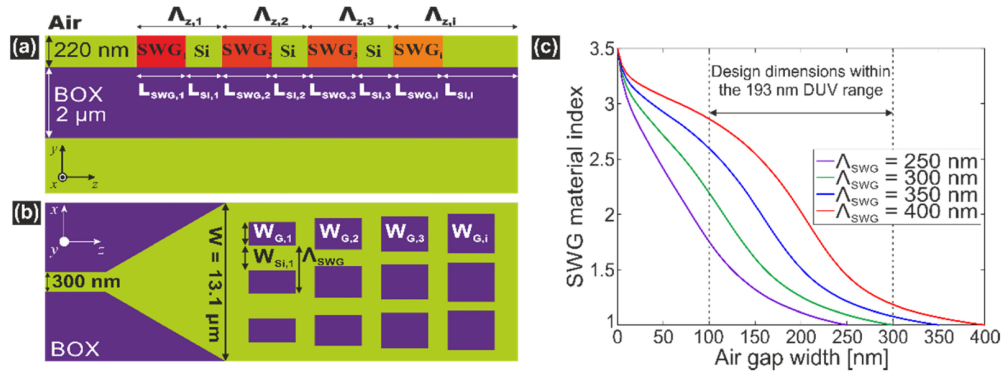 Air
Λz,1 Λz,2 Λz,3 Λz,i
(a)
220 nm SWG Si SWG2 Si SWG3 Si SWGi
LSWG,1 LSi,1 LSWG,2 LSi,2 LSWG,3 LSi,3 LSWG,i LSi,i
BOX
2 μm
y
x z
(b)
x
y z
300 nm
BOX
W = 13.1 μm
WG,1 WG,2 WG,3 WG,i
WSi,1 ΛSWG
(c)
SWG material index
3.5
3
2.5
2
1.5
1
Design dimensions within
the 193 nm DUV range
ΛSWG = 250 nm
ΛSWG = 300 nm
ΛSWG = 350 nm
ΛSWG = 400 nm
0 50 100 150 200 250 300 350 400
Air gap width [nm]